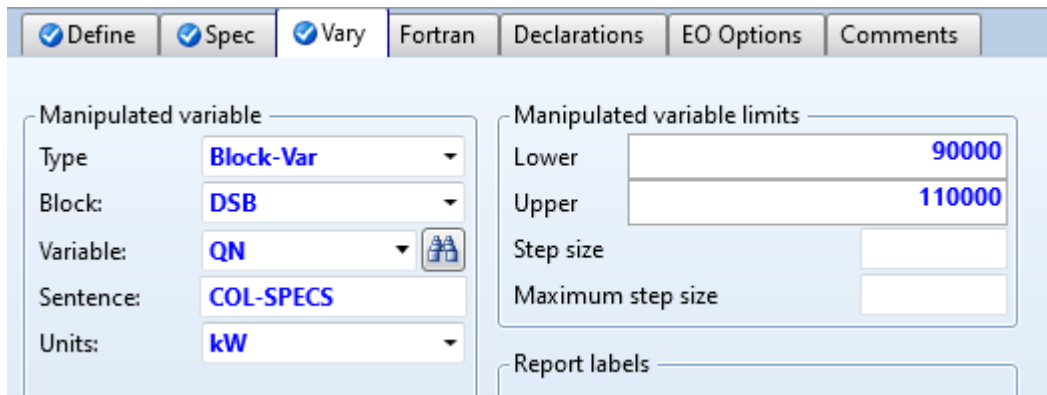 Define Spec Vary Fortran Declarations EO Options Comments
Manipulated variable
Type Block-Var
Block: DSB
Variable: QN
Sentence: COL-SPECS
Units: kW
Manipulated variable limits
Lower 90000
Upper 110000
Step size
Maximum step size
Report labels